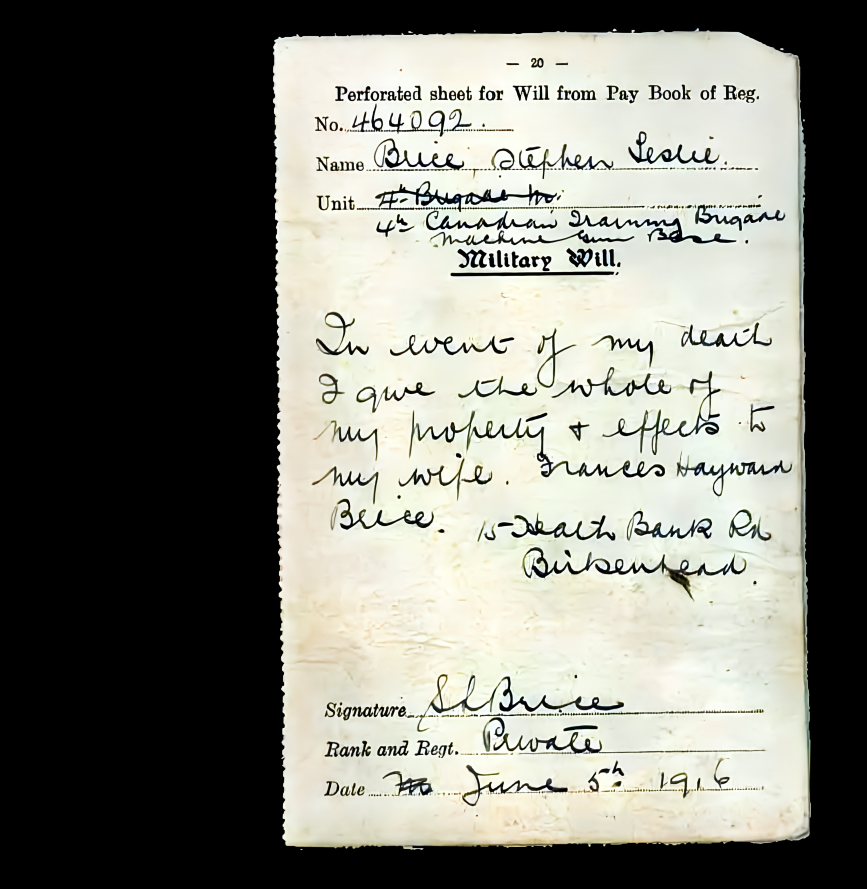 — 20 —
Perforated sheet for Will from Pay Book of Reg.
No. 464092.
Name Brice, Stephen Leslie.
Unit 4th Brigade M.
4th Canadian Training Brigade
Machine Gun Base.
Military Will.
In event of my death
I give the whole of
my property & effects to
my wife. Frances Hayward
Brice. 15 Heath Bank Rd
Birkenhead.
Signature S L Brice
Rank and Regt. Private
Date June 5th 1916